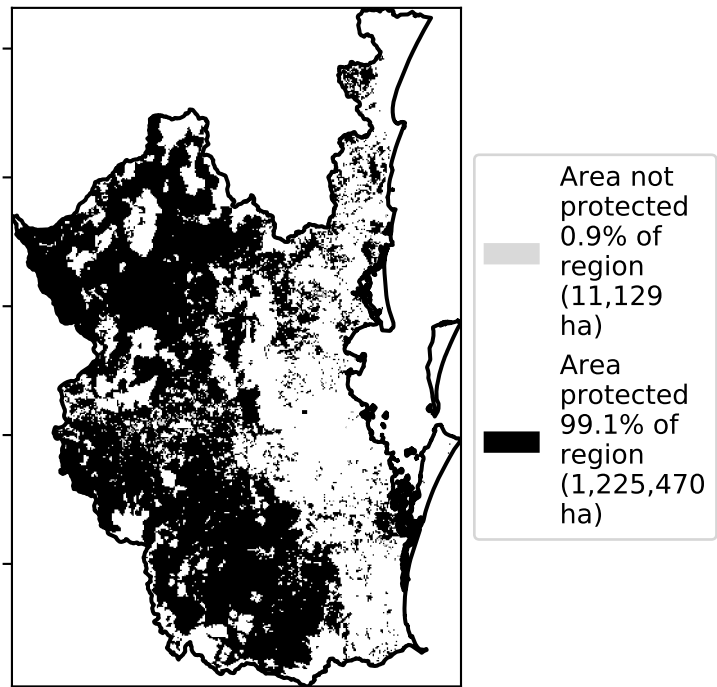 Area not
protected
0.9% of
region
(11,129
ha)
Area
protected
99.1% of
region
(1,225,470
ha)